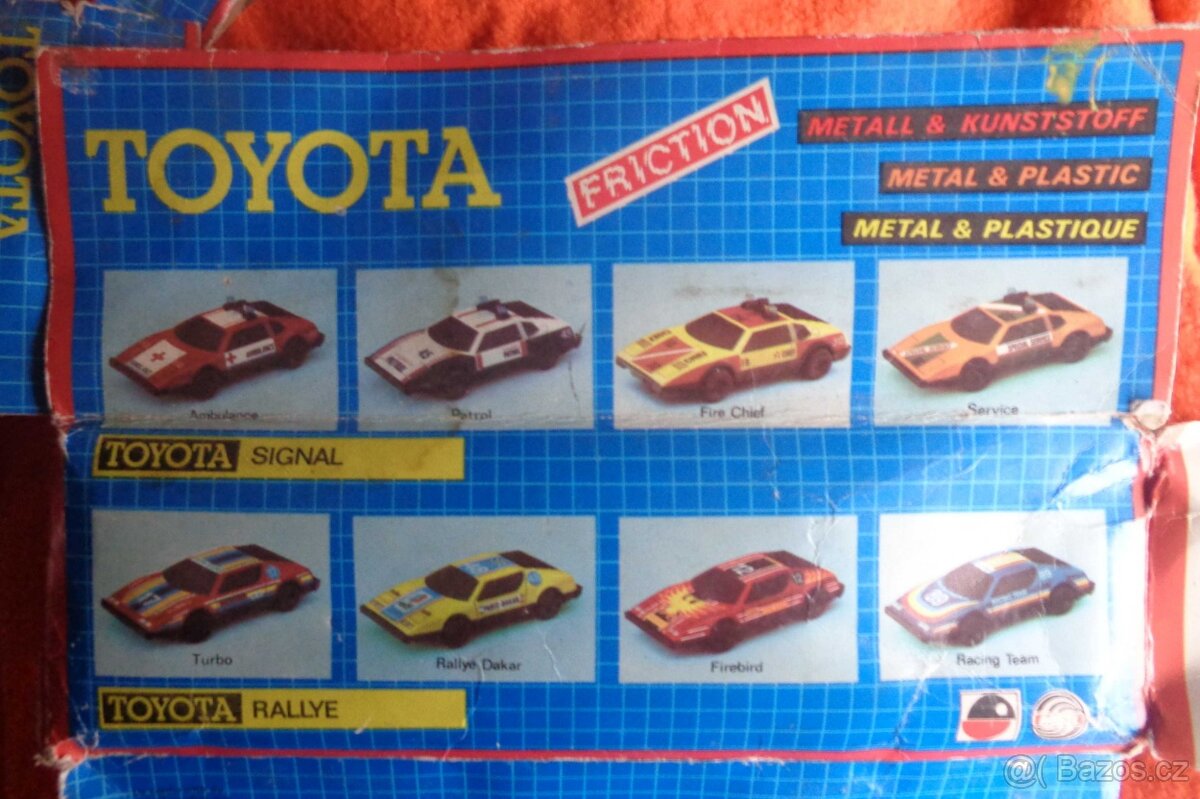 TOYOTA
TOYOTA
FRICTION
METALL & KUNSTSTOFF
METAL & PLASTIC
METAL & PLASTIQUE
Ambulance
Patrol
Fire Chief
Service
TOYOTA SIGNAL
Turbo
Rallye Dakar
Firebird
Racing Team
TOYOTA RALLYE
@( Bazos.cz